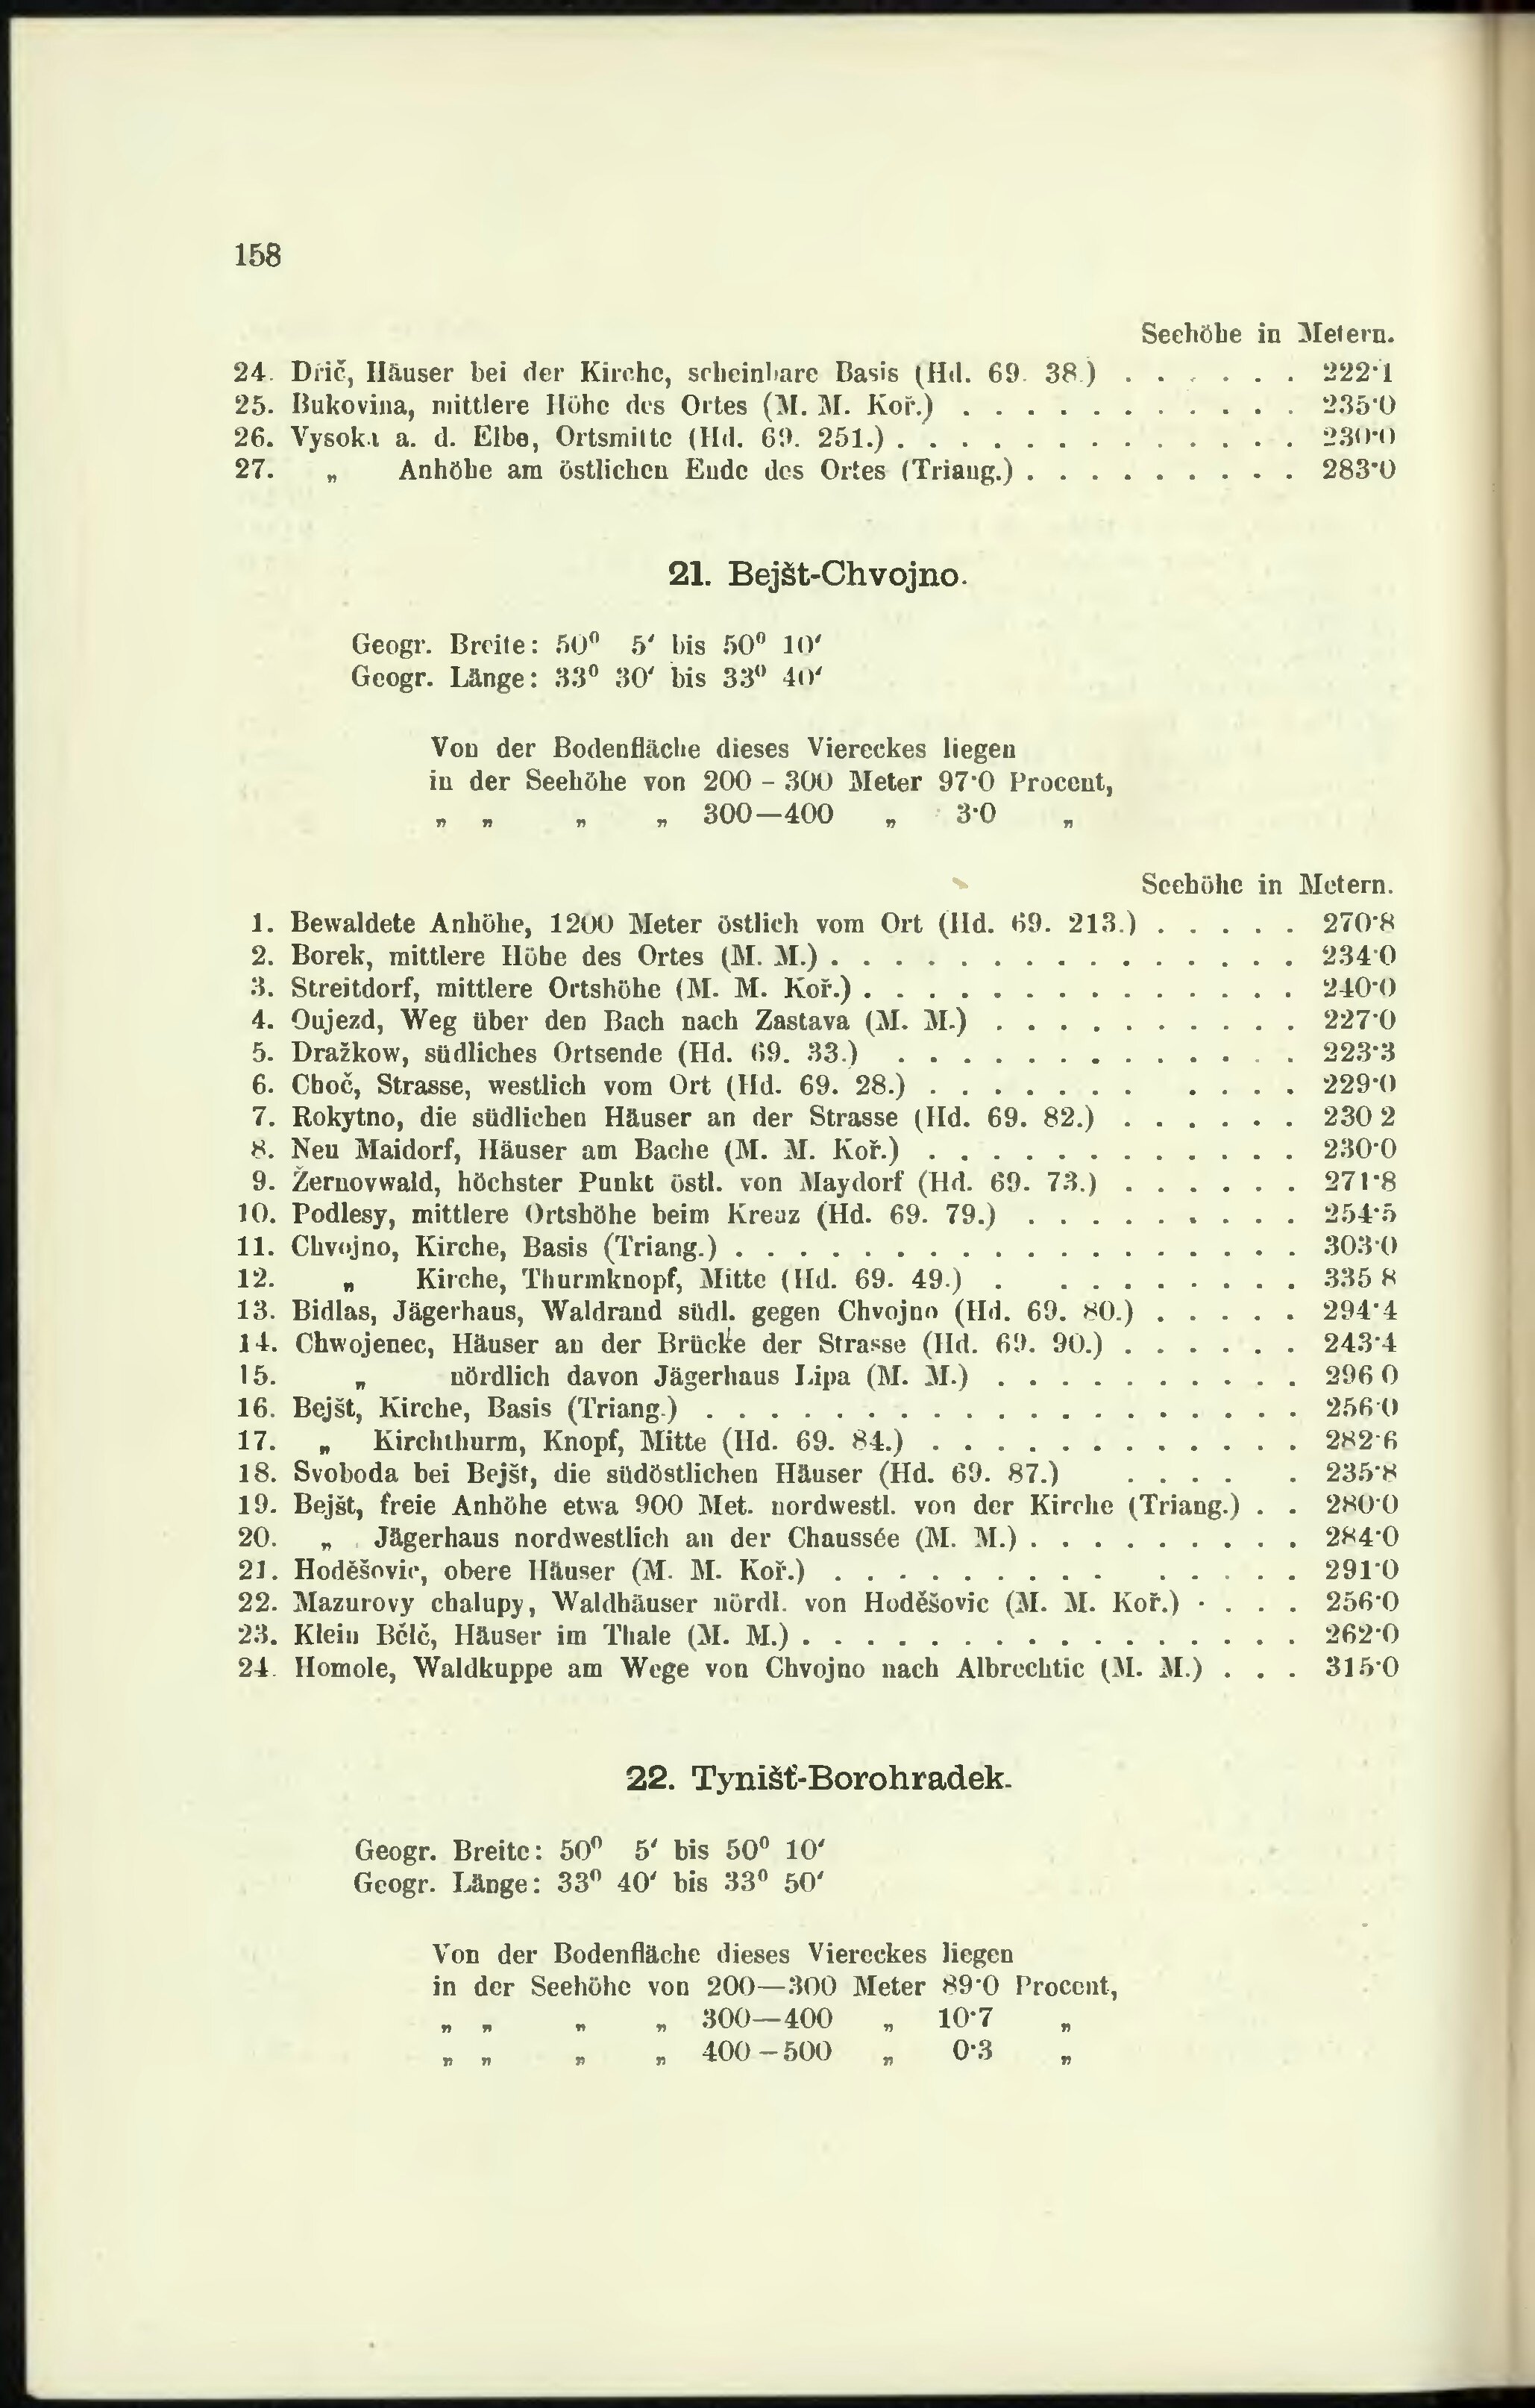 158
Seehöhe in Metern.
24. Dřič, Häuser bei der Kirche, scheinbare Basis (Hd. 69. 38.) . . . . . . 222·1
25. Bukovina, mittlere Höhe des Ortes (M. M. Koř.) . . . . . . . . . . . 235·0
26. Vysoka a. d. Elbe, Ortsmitte (Hd. 69. 251.) . . . . . . . . . . . . . 230·0
27. „ Anhöhe am östlichen Ende des Ortes (Triang.) . . . . . . . . . 283·0
21. Bejšt-Chvojno.
Geogr. Breite: 50⁰ 5′ bis 50⁰ 10′
Geogr. Länge: 33⁰ 30′ bis 33⁰ 40′
Von der Bodenfläche dieses Viereckes liegen
in der Seehöhe von 200 - 300 Meter 97·0 Procent,
„ „ „ „ 300—400 „ 3·0 „
Seehöhe in Metern.
1. Bewaldete Anhöhe, 1200 Meter östlich vom Ort (Hd. 69. 213.) . . . . . 270·8
2. Borek, mittlere Höhe des Ortes (M. M.) . . . . . . . . . . . . . . . 234·0
3. Streitdorf, mittlere Ortshöhe (M. M. Koř.) . . . . . . . . . . . . . . 240·0
4. Oujezd, Weg über den Bach nach Zastava (M. M.) . . . . . . . . . . 227·0
5. Dražkow, südliches Ortsende (Hd. 69. 33.) . . . . . . . . . . . . . 223·3
6. Choč, Strasse, westlich vom Ort (Hd. 69. 28.) . . . . . . . . . . . 229·0
7. Rokytno, die südlichen Häuser an der Strasse (Hd. 69. 82.) . . . . . . 230 2
8. Neu Maidorf, Häuser am Bache (M. M. Koř.) . . . . . . . . . . . . 230·0
9. Žernovwald, höchster Punkt östl. von Maydorf (Hd. 69. 73.) . . . . . . 271·8
10. Podlesy, mittlere Ortshöhe beim Kreuz (Hd. 69. 79.) . . . . . . . . . 254·5
11. Chvojno, Kirche, Basis (Triang.) . . . . . . . . . . . . . . . . . . 303·0
12. „ Kirche, Thurmknopf, Mitte (Hd. 69. 49.) . . . . . . . . . 335 8
13. Bidlas, Jägerhaus, Waldrand südl. gegen Chvojno (Hd. 69. 80.) . . . . . 294·4
14. Chwojenec, Häuser an der Brücke der Strasse (Hd. 69. 90.) . . . . . . 243·4
15. „ nördlich davon Jägerhaus Lipa (M. M.) . . . . . . . . . . 296 0
16. Bejšt, Kirche, Basis (Triang.) . . . . . . . . . . . . . . . . . . . 256·0
17. „ Kirchthurm, Knopf, Mitte (Hd. 69. 84.) . . . . . . . . . . . . 282·6
18. Svoboda bei Bejšt, die südöstlichen Häuser (Hd. 69. 87.) . . . . . 235·8
19. Bejšt, freie Anhöhe etwa 900 Met. nordwestl. von der Kirche (Triang.) . . 280·0
20. „ Jägerhaus nordwestlich an der Chaussée (M. M.) . . . . . . . . . 284·0
21. Hoděšovic, obere Häuser (M. M. Koř.) . . . . . . . . . . . . . . 291·0
22. Mazurovy chalupy, Waldhäuser nördl. von Hoděšovic (M. M. Koř.) . . . . 256·0
23. Klein Bělč, Häuser im Thale (M. M.) . . . . . . . . . . . . . . . . 262·0
24. Homole, Waldkuppe am Wege von Chvojno nach Albrechtic (M. M.) . . . 315·0
22. Tynišť-Borohradek.
Geogr. Breite: 50⁰ 5′ bis 50⁰ 10′
Geogr. Länge: 33⁰ 40′ bis 33⁰ 50′
Von der Bodenfläche dieses Viereckes liegen
in der Seehöhe von 200—300 Meter 89·0 Procent,
„ „ „ „ 300—400 „ 10·7 „
„ „ „ „ 400 – 500 „ 0·3 „